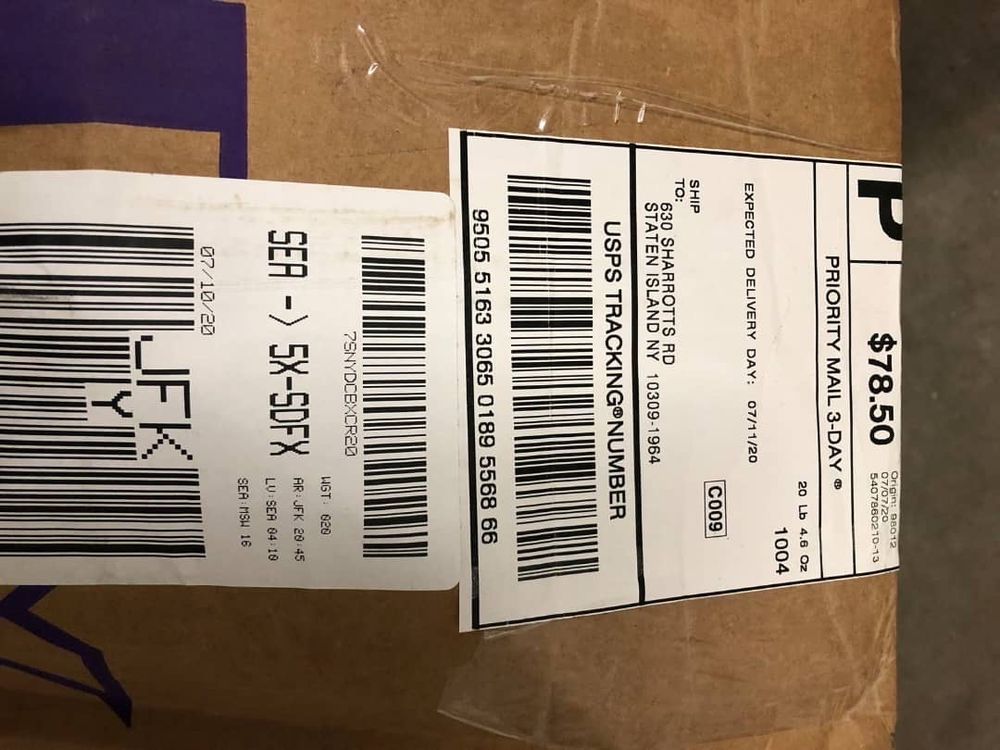 P
$78.50
Origin: 98012
07/07/20
5407860210-13
PRIORITY MAIL 3-DAY ®
20 Lb 4.6 Oz
1004
EXPECTED DELIVERY DAY: 07/11/20
C009
SHIP
TO:
630 SHARROTTS RD
STATEN ISLAND NY 10309-1964
USPS TRACKING® NUMBER
9505 5163 3065 0189 5568 66
7SNYDCBXCR20
WGT: 020
SEA -> 5X-SDFX
AR:JFK 20:45
LV:SEA 04:10
SEA:MSW 16
07/10/20
JFK
Y